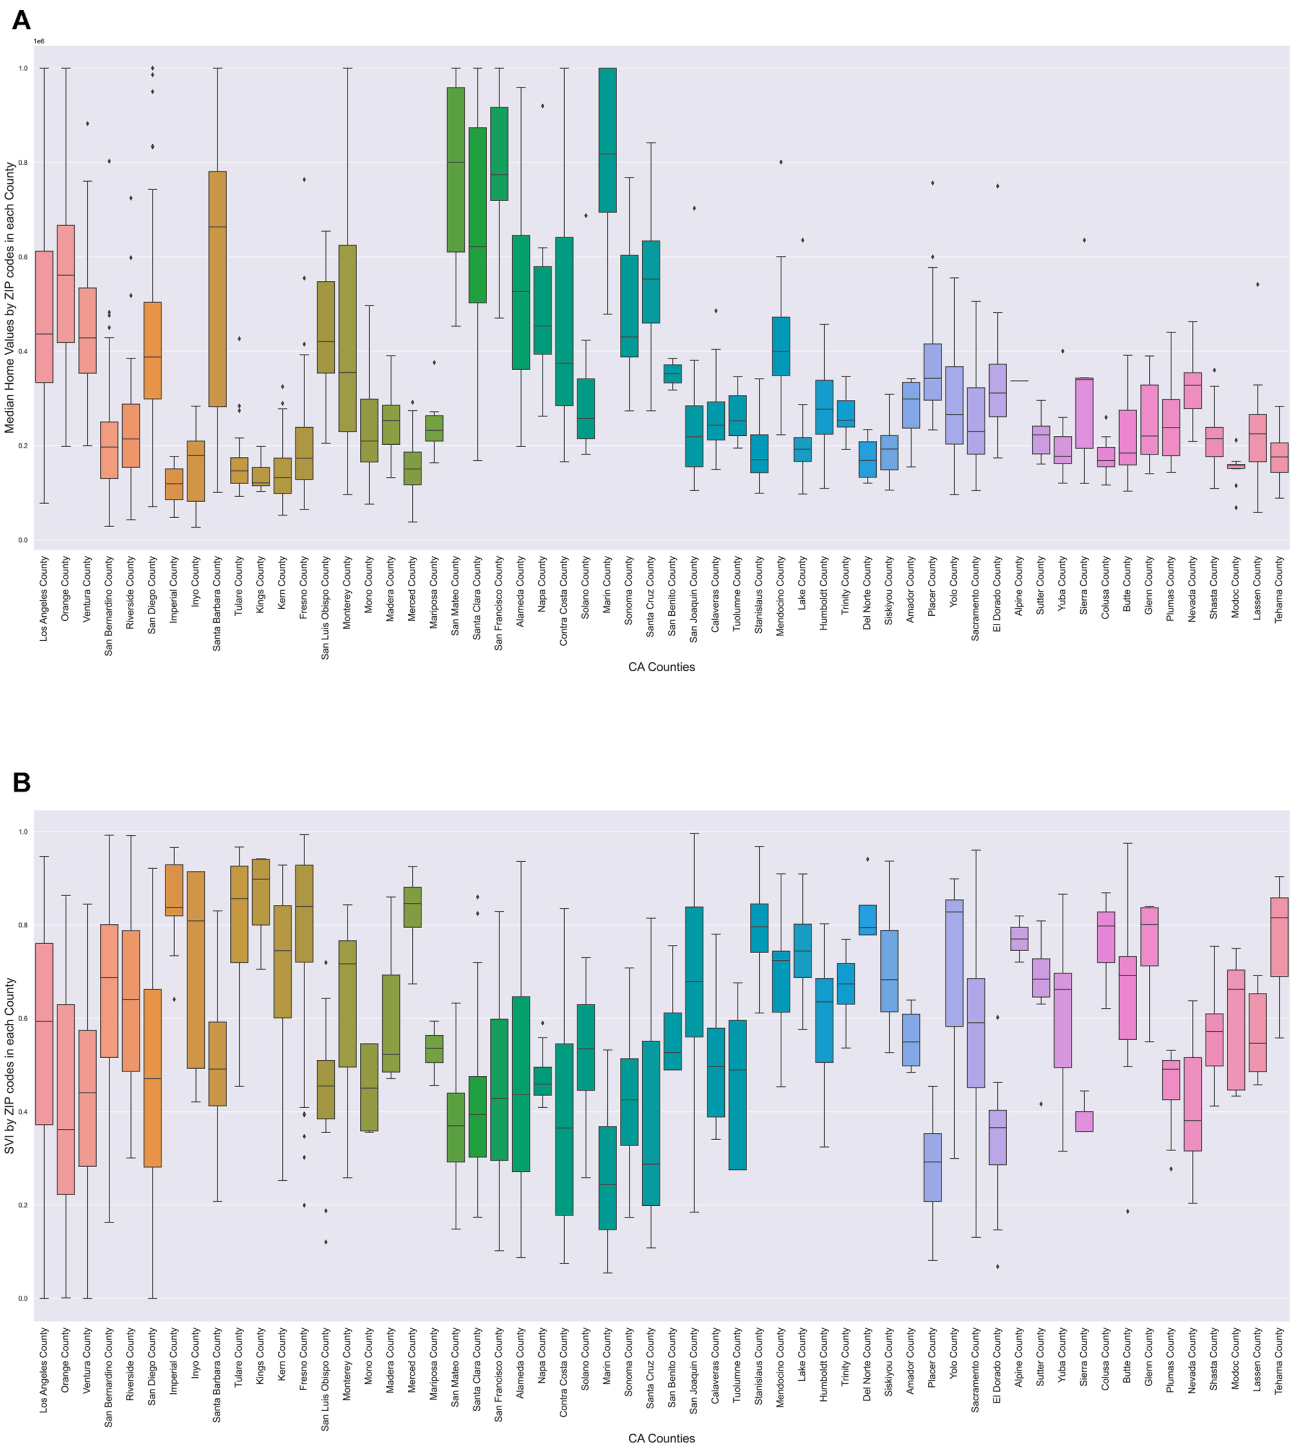 A
1e6
1.0
0.8
0.6
0.4
0.2
0.0
Median Home Values by ZIP codes in each County
Los Angeles County
Orange County
Ventura County
San Bernardino County
Riverside County
San Diego County
Imperial County
Inyo County
Santa Barbara County
Tulare County
Kings County
Kern County
Fresno County
San Luis Obispo County
Monterey County
Mono County
Madera County
Merced County
Mariposa County
San Mateo County
Santa Clara County
San Francisco County
Alameda County
Napa County
Contra Costa County
Solano County
Marin County
Sonoma County
Santa Cruz County
San Benito County
San Joaquin County
Calaveras County
Tuolumne County
Stanislaus County
Mendocino County
Lake County
Humboldt County
Trinity County
Del Norte County
Siskiyou County
Amador County
Placer County
Yolo County
Sacramento County
El Dorado County
Alpine County
Sutter County
Yuba County
Sierra County
Colusa County
Butte County
Glenn County
Plumas County
Nevada County
Shasta County
Modoc County
Lassen County
Tehama County
CA Counties
B
1.0
0.8
0.6
0.4
0.2
0.0
SVI by ZIP codes in each County
Los Angeles County
Orange County
Ventura County
San Bernardino County
Riverside County
San Diego County
Imperial County
Inyo County
Santa Barbara County
Tulare County
Kings County
Kern County
Fresno County
San Luis Obispo County
Monterey County
Mono County
Madera County
Merced County
Mariposa County
San Mateo County
Santa Clara County
San Francisco County
Alameda County
Napa County
Contra Costa County
Solano County
Marin County
Sonoma County
Santa Cruz County
San Benito County
San Joaquin County
Calaveras County
Tuolumne County
Stanislaus County
Mendocino County
Lake County
Humboldt County
Trinity County
Del Norte County
Siskiyou County
Amador County
Placer County
Yolo County
Sacramento County
El Dorado County
Alpine County
Sutter County
Yuba County
Sierra County
Colusa County
Butte County
Glenn County
Plumas County
Nevada County
Shasta County
Modoc County
Lassen County
Tehama County
CA Counties